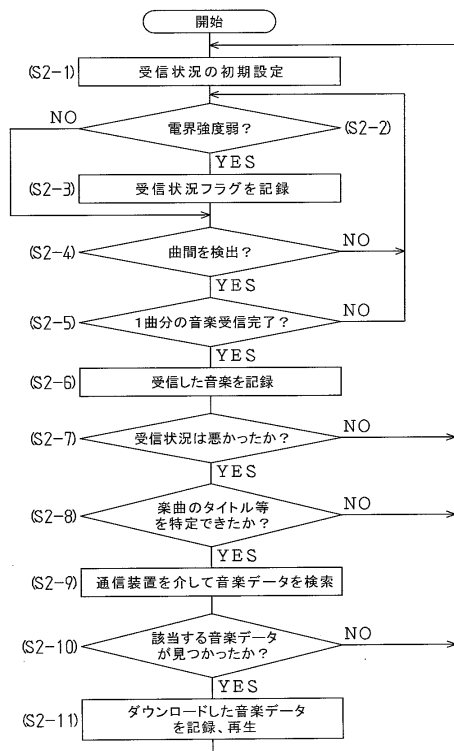 開始
(S2-1)
受信状況の初期設定
NO
電界強度弱？
(S2-2)
YES
(S2-3)
受信状況フラグを記録
(S2-4)
曲間を検出？
NO
YES
(S2-5)
1曲分の音楽受信完了？
NO
YES
(S2-6)
受信した音楽を記録
(S2-7)
受信状況は悪かったか？
NO
YES
(S2-8)
楽曲のタイトル等
を特定できたか？
NO
YES
(S2-9)
通信装置を介して音楽データを検索
(S2-10)
該当する音楽データ
が見つかったか？
NO
YES
(S2-11)
ダウンロードした音楽データ
を記録、再生